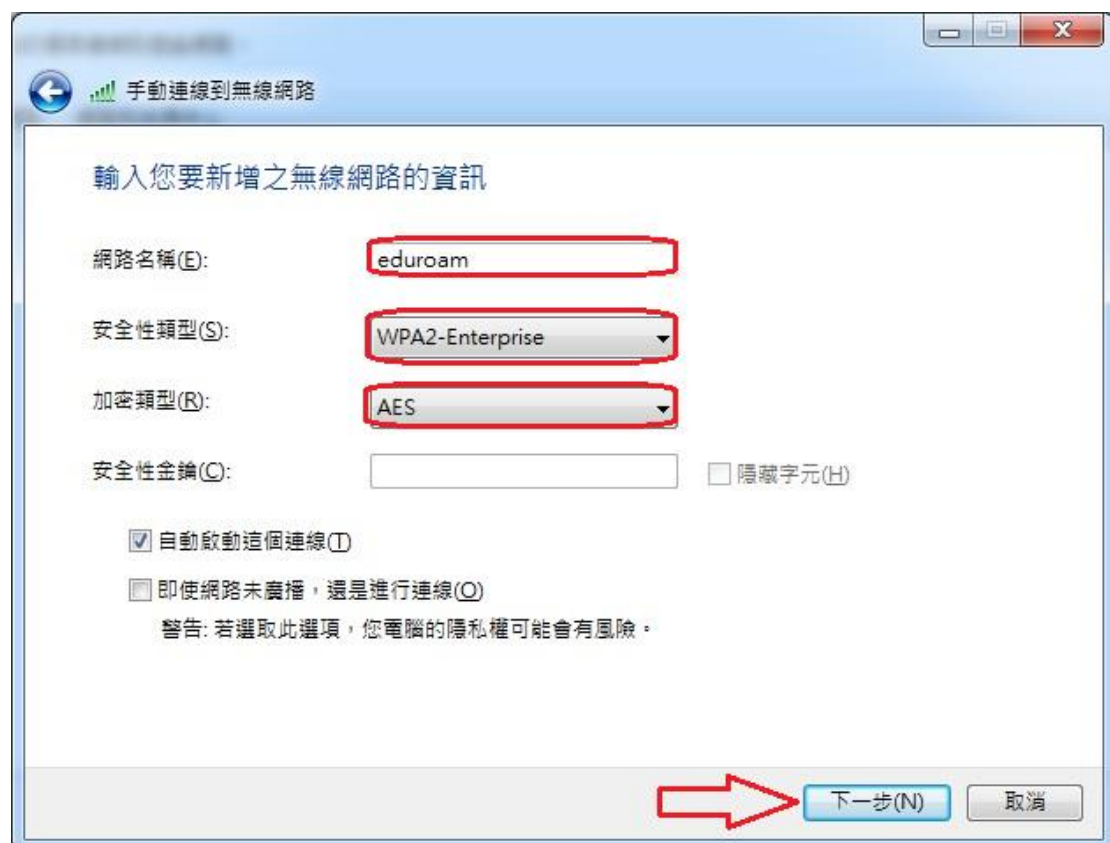 手動連線到無線網路
輸入您要新增之無線網路的資訊
網路名稱(E): eduroam
安全性類型(S): WPA2-Enterprise
加密類型(R): AES
安全性金鑰(C): 隱藏字元(H)
自動啟動這個連線(T)
即使網路未廣播，還是進行連線(O)
警告: 若選取此選項，您電腦的隱私權可能會有風險。
下一步(N) 取消